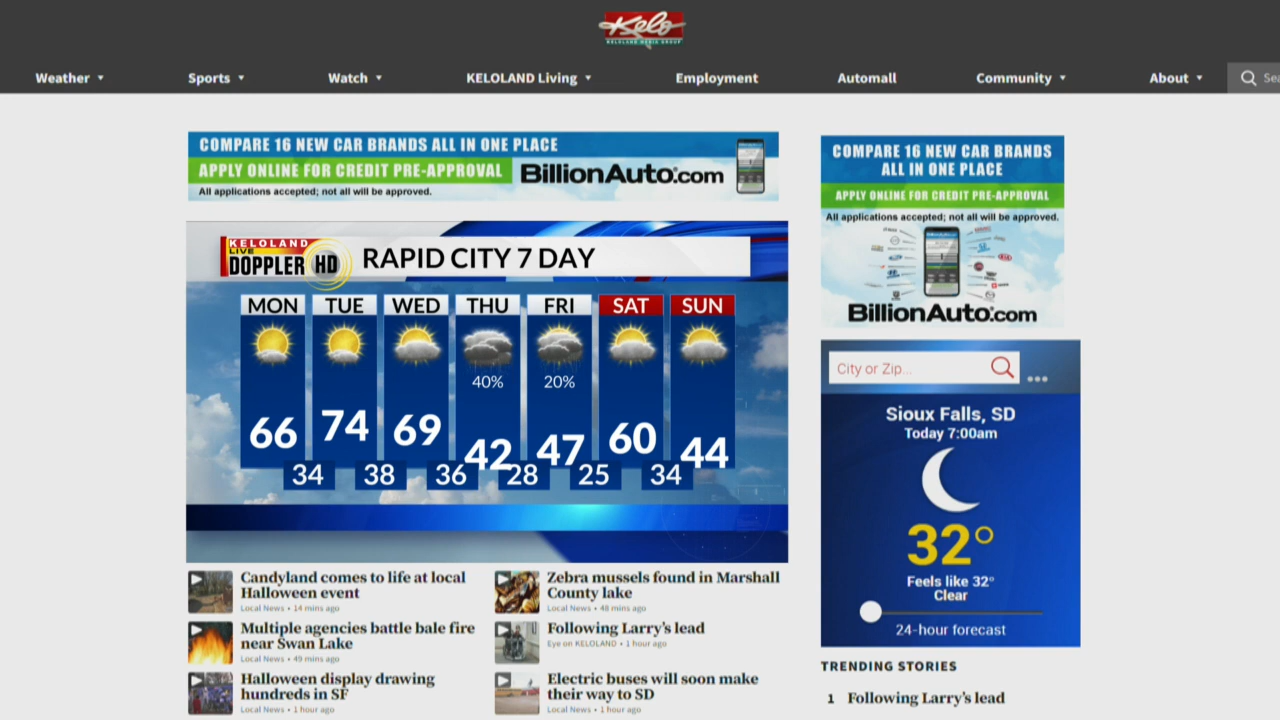 Kelo
KELOLAND MEDIA GROUP
Weather
Sports
Watch
KELOLAND Living
Employment
Automall
Community
About
COMPARE 16 NEW CAR BRANDS ALL IN ONE PLACE
APPLY ONLINE FOR CREDIT PRE-APPROVAL
BillionAuto.com
All applications accepted; not all will be approved.
COMPARE 16 NEW CAR BRANDS
ALL IN ONE PLACE
APPLY ONLINE FOR CREDIT PRE-APPROVAL
All applications accepted; not all will be approved.
BillionAuto.com
KELOLAND
LIVE
DOPPLER HD
RAPID CITY 7 DAY
MON TUE WED THU FRI SAT SUN
40% 20%
66 74 69 42 47 60 44
34 38 36 28 25 34
City or Zip...
Sioux Falls, SD
Today 7:00am
32°
Feels like 32°
Clear
24-hour forecast
Candyland comes to life at local
Halloween event
Local News • 14 mins ago
Zebra mussels found in Marshall
County lake
Local News • 48 mins ago
Multiple agencies battle bale fire
near Swan Lake
Local News • 49 mins ago
Following Larry's lead
Eye on KELOLAND • 1 hour ago
Halloween display drawing
hundreds in SF
Local News • 1 hour ago
Electric buses will soon make
their way to SD
Local News • 1 hour ago
TRENDING STORIES
1 Following Larry's lead